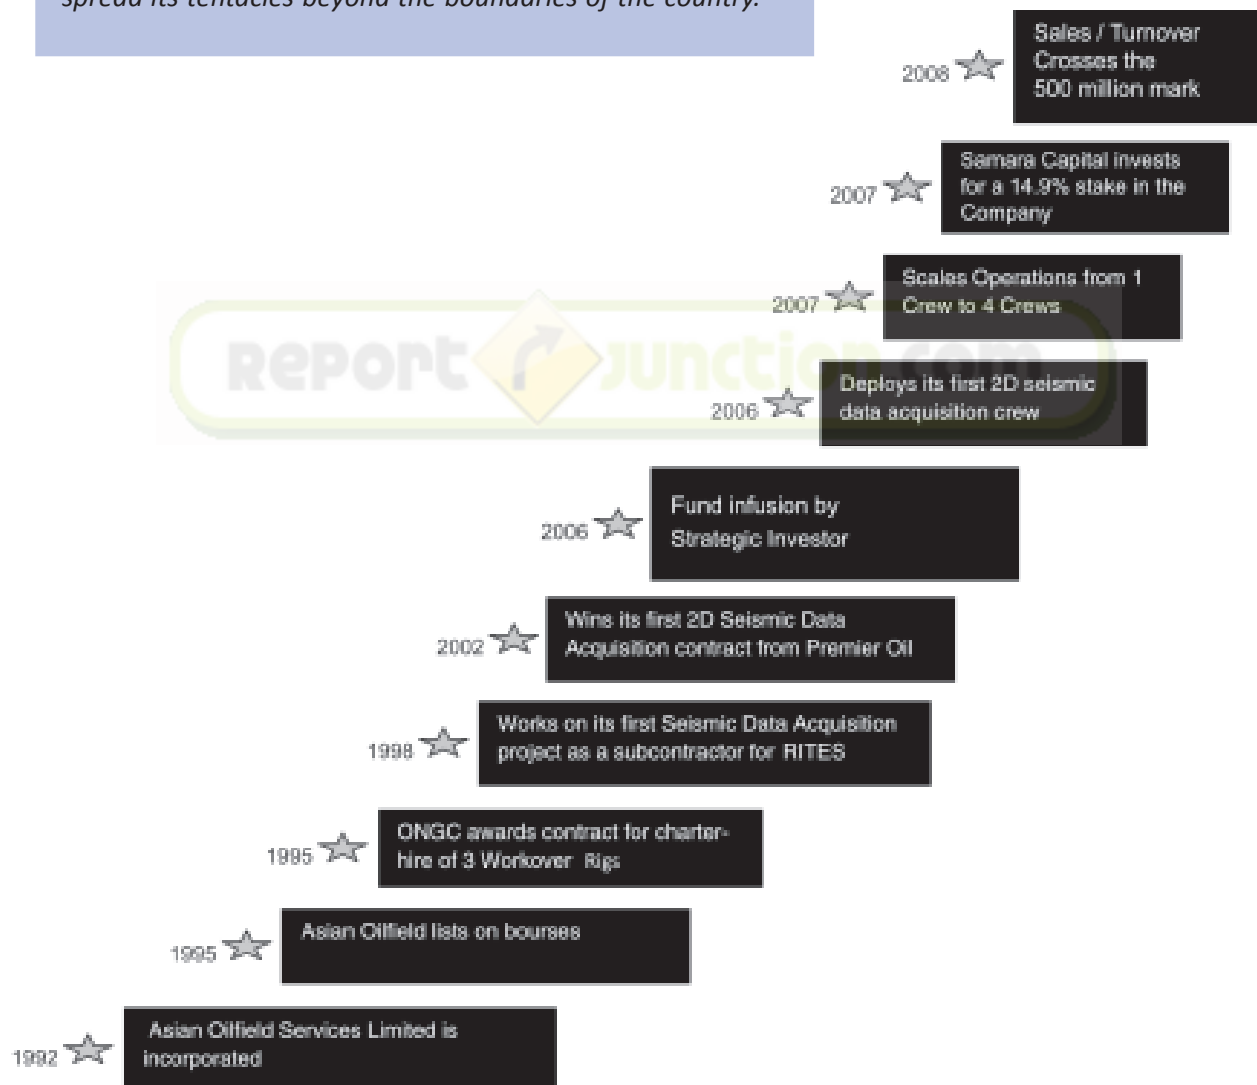 spread its tentacles beyond the boundaries of the country.
2008
Sales / Turnover
Crosses the
500 million mark
2007
Samara Capital invests
for a 14.9% stake in the
Company
2007
Scales Operations from 1
Crew to 4 Crews
RePORt JUNCTION.COM
2006
Deploys its first 2D seismic
data acquisition crew
2006
Fund infusion by
Strategic Investor
2002
Wins its first 2D Seismic Data
Acquisition contract from Premier Oil
1998
Works on its first Seismic Data Acquisition
project as a subcontractor for RITES
1995
ONGC awards contract for charter-
hire of 3 Workover Rigs
1995
Asian Oilfield lists on bourses
1992
Asian Oilfield Services Limited is
incorporated